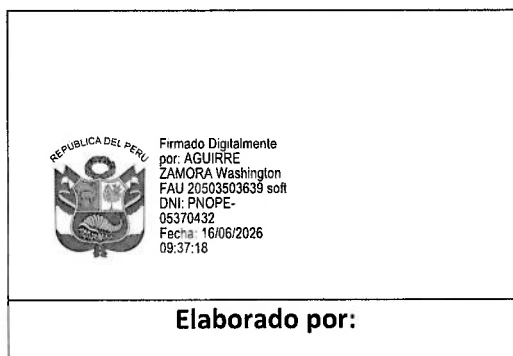 REPUBLICA DEL PERU
Firmado Digitalmente
por: AGUIRRE
ZAMORA Washington
FAU 20503503639 soft
DNI: PNOPE-
05370432
Fecha: 16/06/2026
09:37:18
Elaborado por: